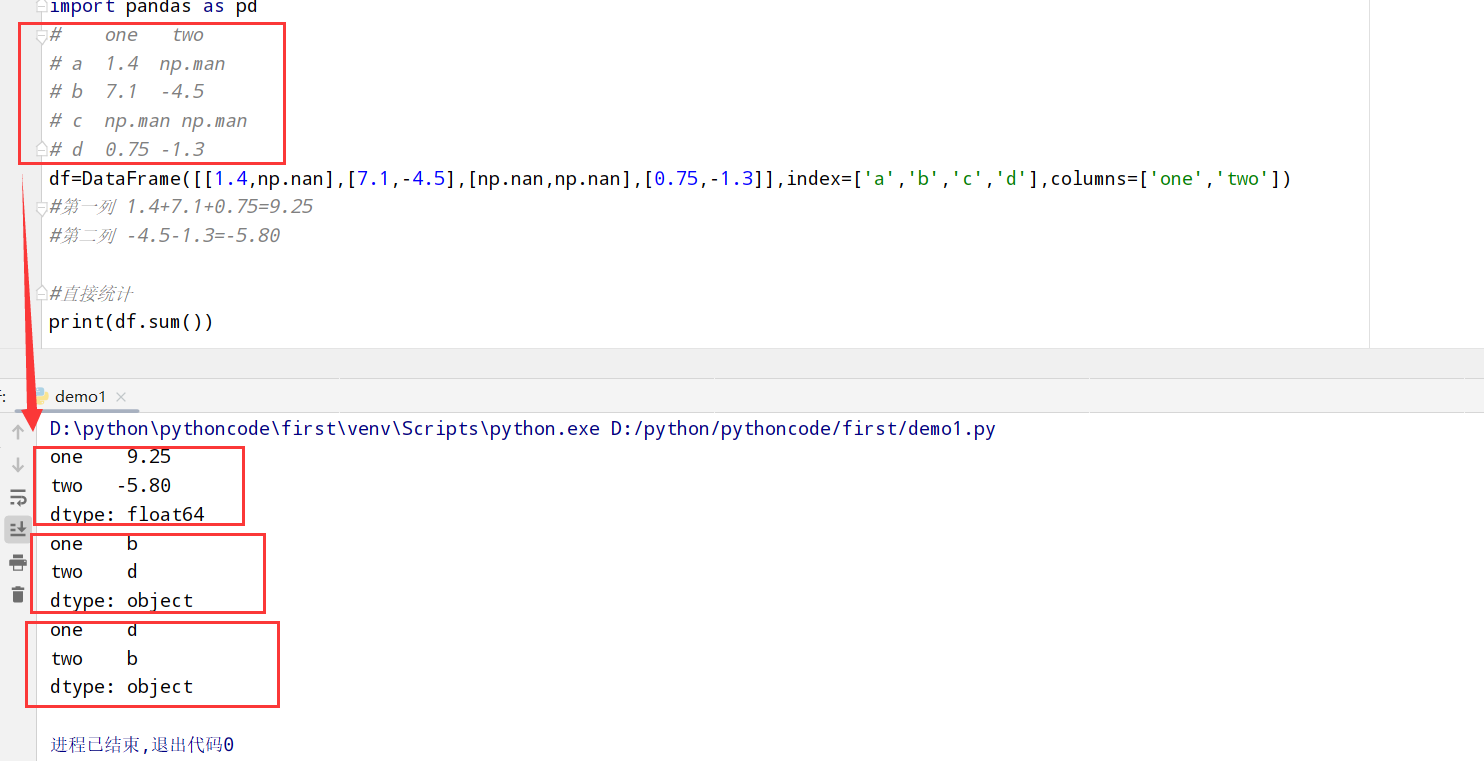 import pandas as pd
#    one   two
# a  1.4  np.man
# b  7.1  -4.5
# c  np.man np.man
# d  0.75 -1.3
df=DataFrame([[1.4,np.nan],[7.1,-4.5],[np.nan,np.nan],[0.75,-1.3]],index=['a','b','c','d'],columns=['one','two'])
#第一列 1.4+7.1+0.75=9.25
#第二列 -4.5-1.3=-5.80
#直接统计
print(df.sum())
demo1
D:\python\pythoncode\first\venv\Scripts\python.exe D:/python/pythoncode/first/demo1.py
one    9.25
two   -5.80
dtype: float64
one    b
two    d
dtype: object
one    d
two    b
dtype: object
进程已结束,退出代码0